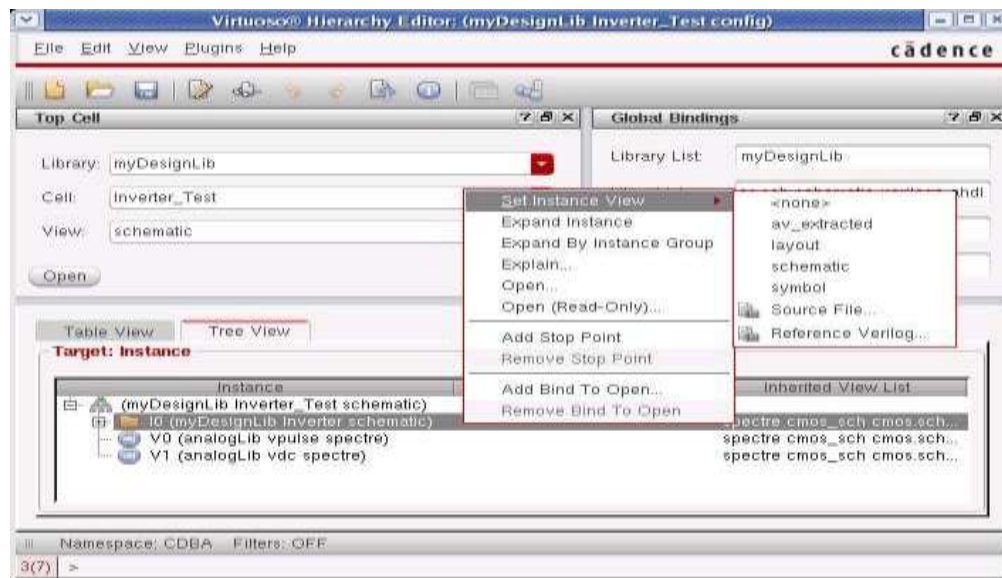 Virtuoso® Hierarchy Editor: (myDesignLib Inverter_Test config)
File Edit View Plugins Help
cādence
Top Cell
Global Bindings
Library: myDesignLib
Library List: myDesignLib
Cell: Inverter_Test
View: schematic
Open
Set Instance View
Expand Instance
Expand By Instance Group
Explain...
Open...
Open (Read-Only)...
Add Stop Point
Remove Stop Point
Add Bind To Open...
Remove Bind To Open
<none>
av_extracted
layout
schematic
symbol
Source File...
Reference Verilog...
Table View Tree View
Target: Instance
Instance Inherited View List
(myDesignLib Inverter_Test schematic)
I0 (myDesignLib Inverter schematic) spectre cmos_sch cmos.sch...
V0 (analogLib vpulse spectre) spectre cmos_sch cmos.sch...
V1 (analogLib vdc spectre) spectre cmos_sch cmos.sch...
Namespace: CDBA Filters: OFF
3(7) >